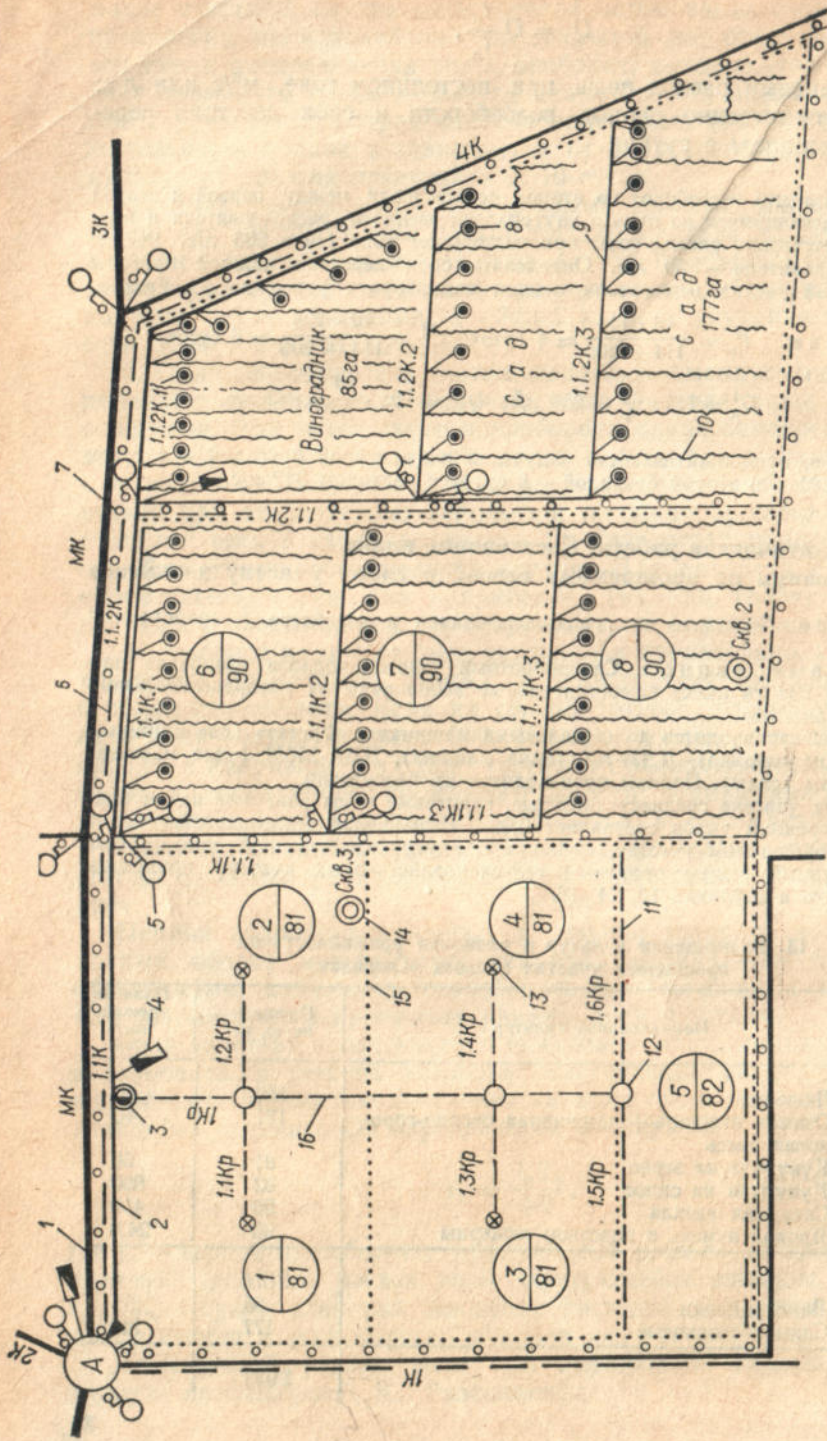 2К
А
1
МК
1.1К
2
3
4
5
6
1.1.2К
МК
7
3К
4К
1К
1Кр
1.1Кр
1.2Кр
1
81
2
81
Скв.3
14
15
16
1.3Кр
1.4Кр
13
3
81
4
81
1.5Кр
1.6Кр
11
12
5
82
1.1.1К
1.1.1К.1
6
90
1.1.1К.2
7
90
1.1.1К.3
1.1.1К.3
8
90
Скв.2
1.1.2К
1.1.2К.1
Виноградник
85га
1.1.2К.2
8
Сад
1.1.2К.3
9
Сад
177га
10